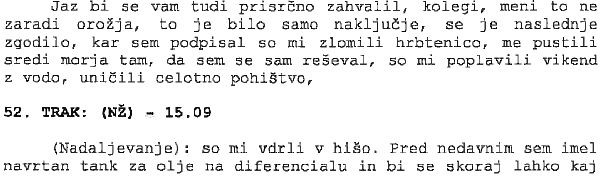 Jaz bi se vam tudi prisrčno zahvalil, kolegi, meni to ne
zaradi orožja, to je bilo samo naključje, se je naslednje
zgodilo, kar sem podpisal so mi zlomili hrbtenico, me pustili
sredi morja tam, da sem se sam reševal, so mi poplavili vikend
z vodo, uničili celotno pohištvo,
52. TRAK: (NŽ) - 15.09
(Nadaljevanje): so mi vdrli v hišo. Pred nedavnim sem imel
navrtan tank za olje na diferencialu in bi se skoraj lahko kaj